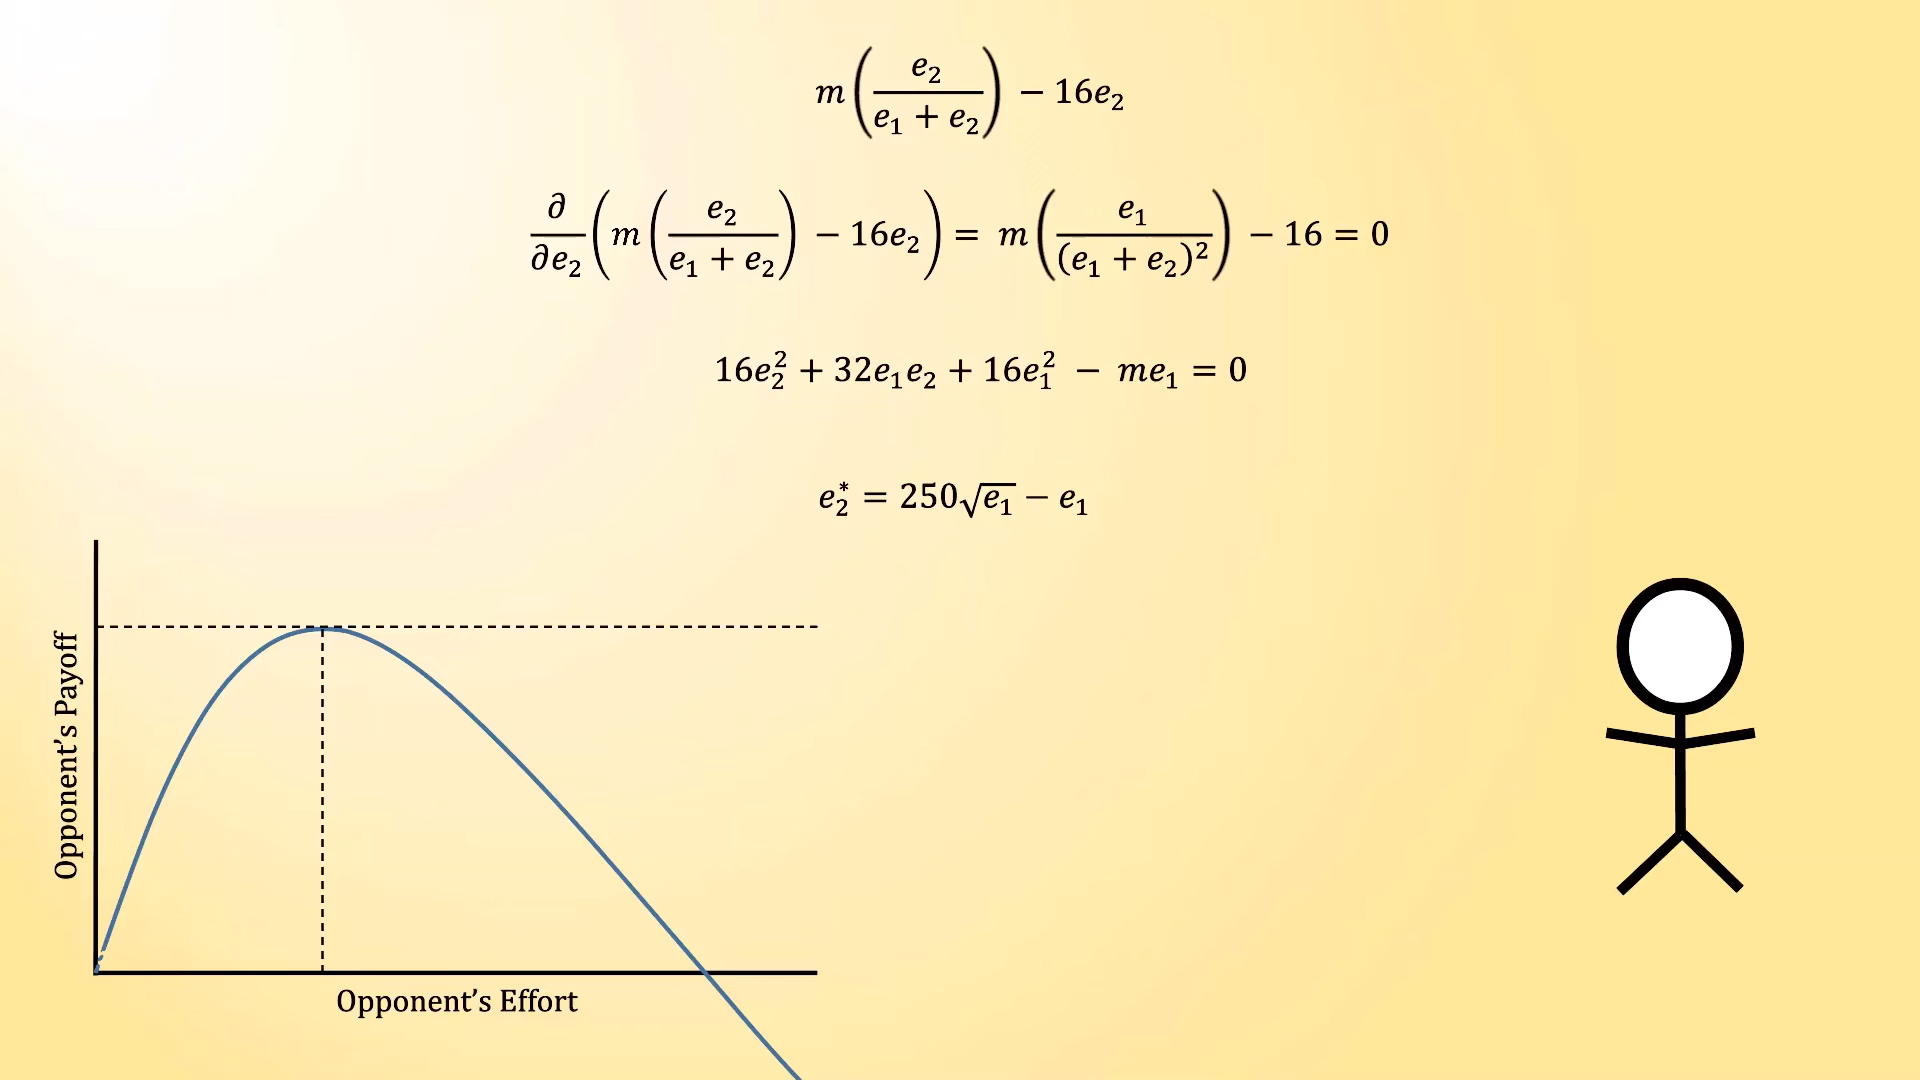 m(e₂/(e₁ + e₂)) − 16e₂
∂/∂e₂(m(e₂/(e₁ + e₂)) − 16e₂) = m(e₁/(e₁ + e₂)²) − 16 = 0
16e₂² + 32e₁e₂ + 16e₁² − me₁ = 0
e₂* = 250√e₁ − e₁
Opponent’s Payoff
Opponent’s Effort